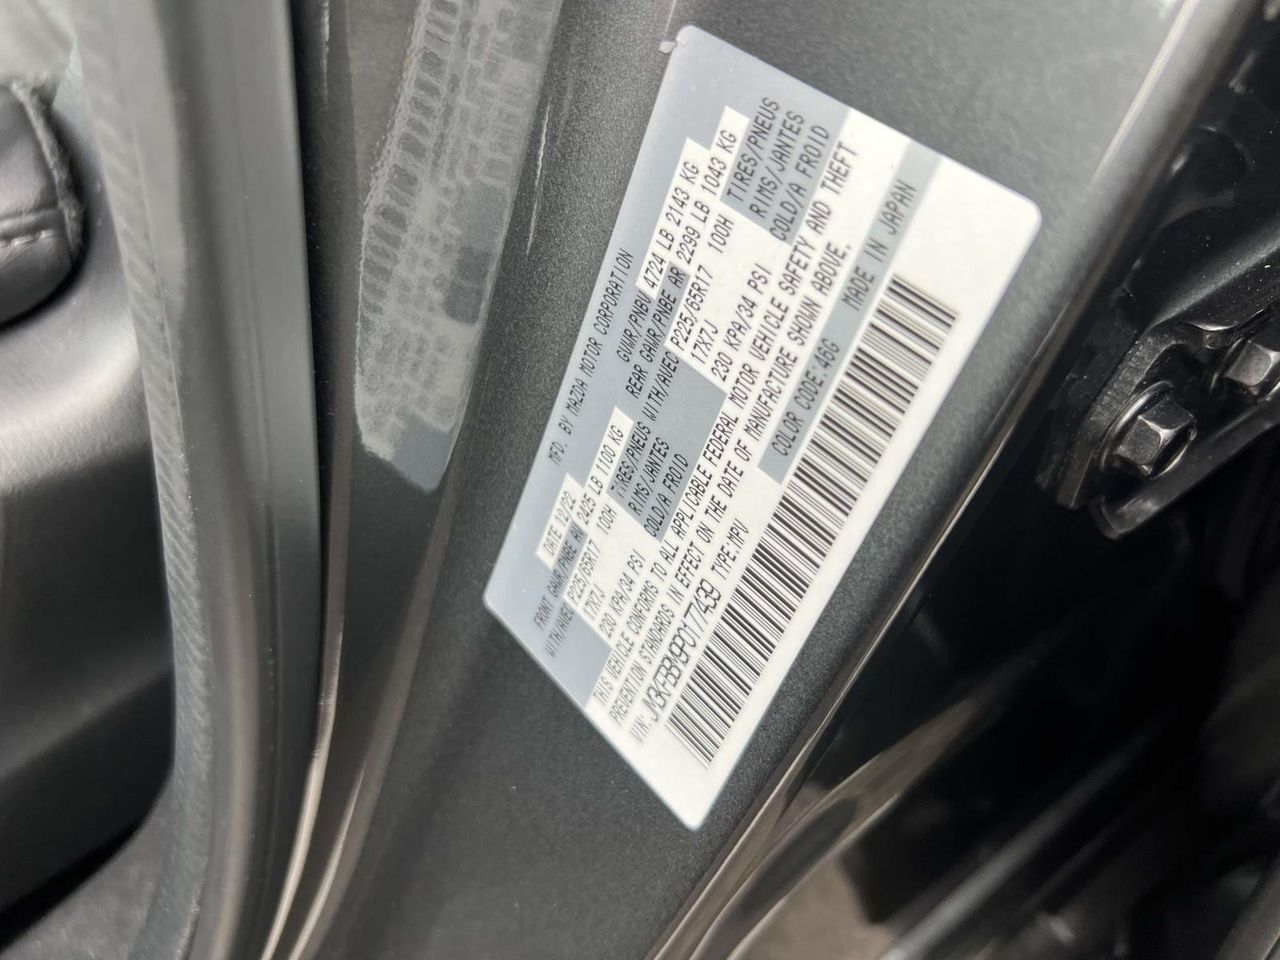 MFD. BY MAZDA MOTOR CORPORATION
DATE 12/22 GVWR/PNBV 4724 LB 2143 KG
FRONT GAWR/PNBE AV 2425 LB 1100 KG REAR GAWR/PNBE AR 2299 LB 1043 KG
WITH/AVEC P225/65R17 100H TIRES/PNEUS WITH/AVEC P225/65R17 100H TIRES/PNEUS
17X7J RIMS/JANTES 17X7J RIMS/JANTES
230 KPA/34 PSI COLD/A FROID 230 KPA/34 PSI COLD/A FROID
THIS VEHICLE CONFORMS TO ALL APPLICABLE FEDERAL MOTOR VEHICLE SAFETY AND THEFT
PREVENTION STANDARDS IN EFFECT ON THE DATE OF MANUFACTURE SHOWN ABOVE.
VIN: TYPE:MPV COLOR CODE:46G MADE IN JAPAN